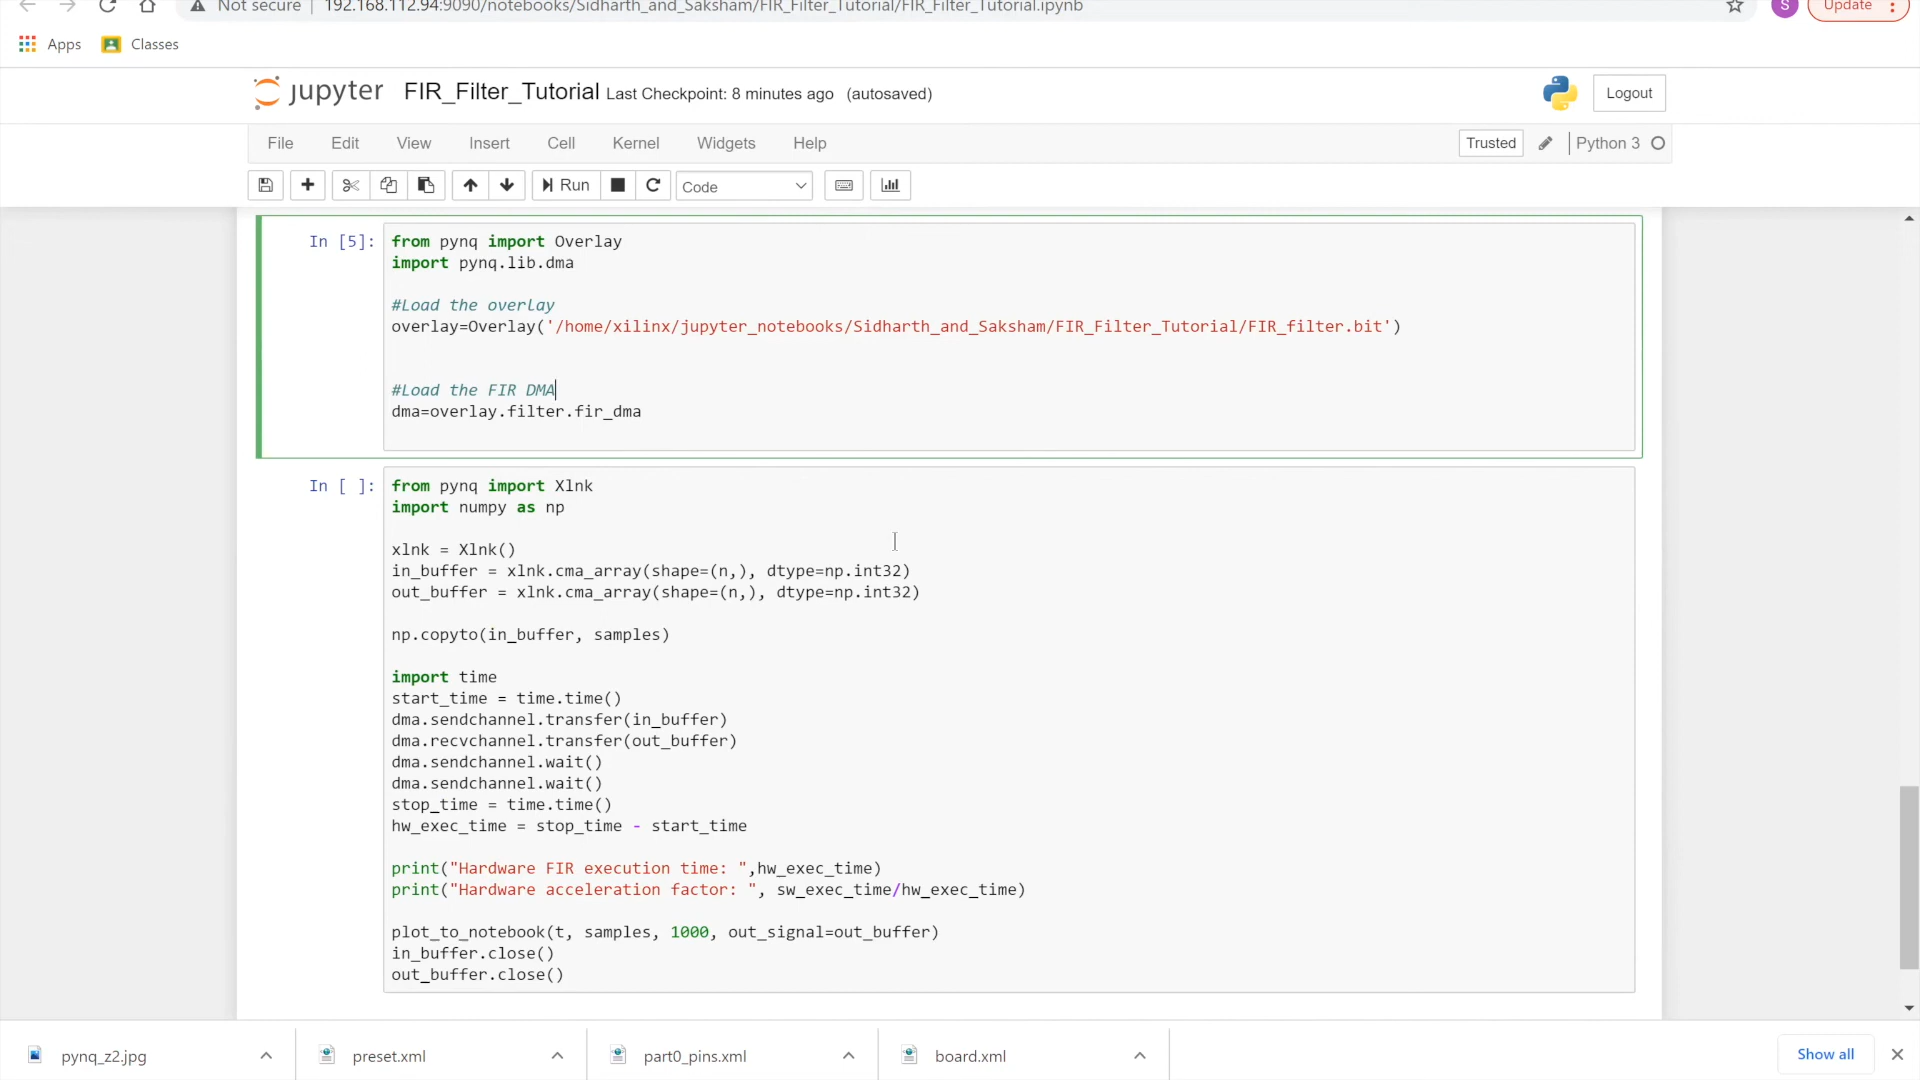 Not secure | 192.168.112.94:9090/notebooks/Sidharth_and_Saksham/FIR_Filter_Tutorial/FIR_Filter_Tutorial.ipynb
S
Update
Apps
Classes
jupyter FIR_Filter_Tutorial Last Checkpoint: 8 minutes ago (autosaved)
Logout
File Edit View Insert Cell Kernel Widgets Help
Trusted
Python 3
Run
Code
In [5]:
from pynq import Overlay
import pynq.lib.dma
#Load the overlay
overlay=Overlay('/home/xilinx/jupyter_notebooks/Sidharth_and_Saksham/FIR_Filter_Tutorial/FIR_filter.bit')
#Load the FIR DMA
dma=overlay.filter.fir_dma
In [ ]:
from pynq import Xlnk
import numpy as np
xlnk = Xlnk()
in_buffer = xlnk.cma_array(shape=(n,), dtype=np.int32)
out_buffer = xlnk.cma_array(shape=(n,), dtype=np.int32)
np.copyto(in_buffer, samples)
import time
start_time = time.time()
dma.sendchannel.transfer(in_buffer)
dma.recvchannel.transfer(out_buffer)
dma.sendchannel.wait()
dma.sendchannel.wait()
stop_time = time.time()
hw_exec_time = stop_time - start_time
print("Hardware FIR execution time: ",hw_exec_time)
print("Hardware acceleration factor: ", sw_exec_time/hw_exec_time)
plot_to_notebook(t, samples, 1000, out_signal=out_buffer)
in_buffer.close()
out_buffer.close()
pynq_z2.jpg
preset.xml
part0_pins.xml
board.xml
Show all